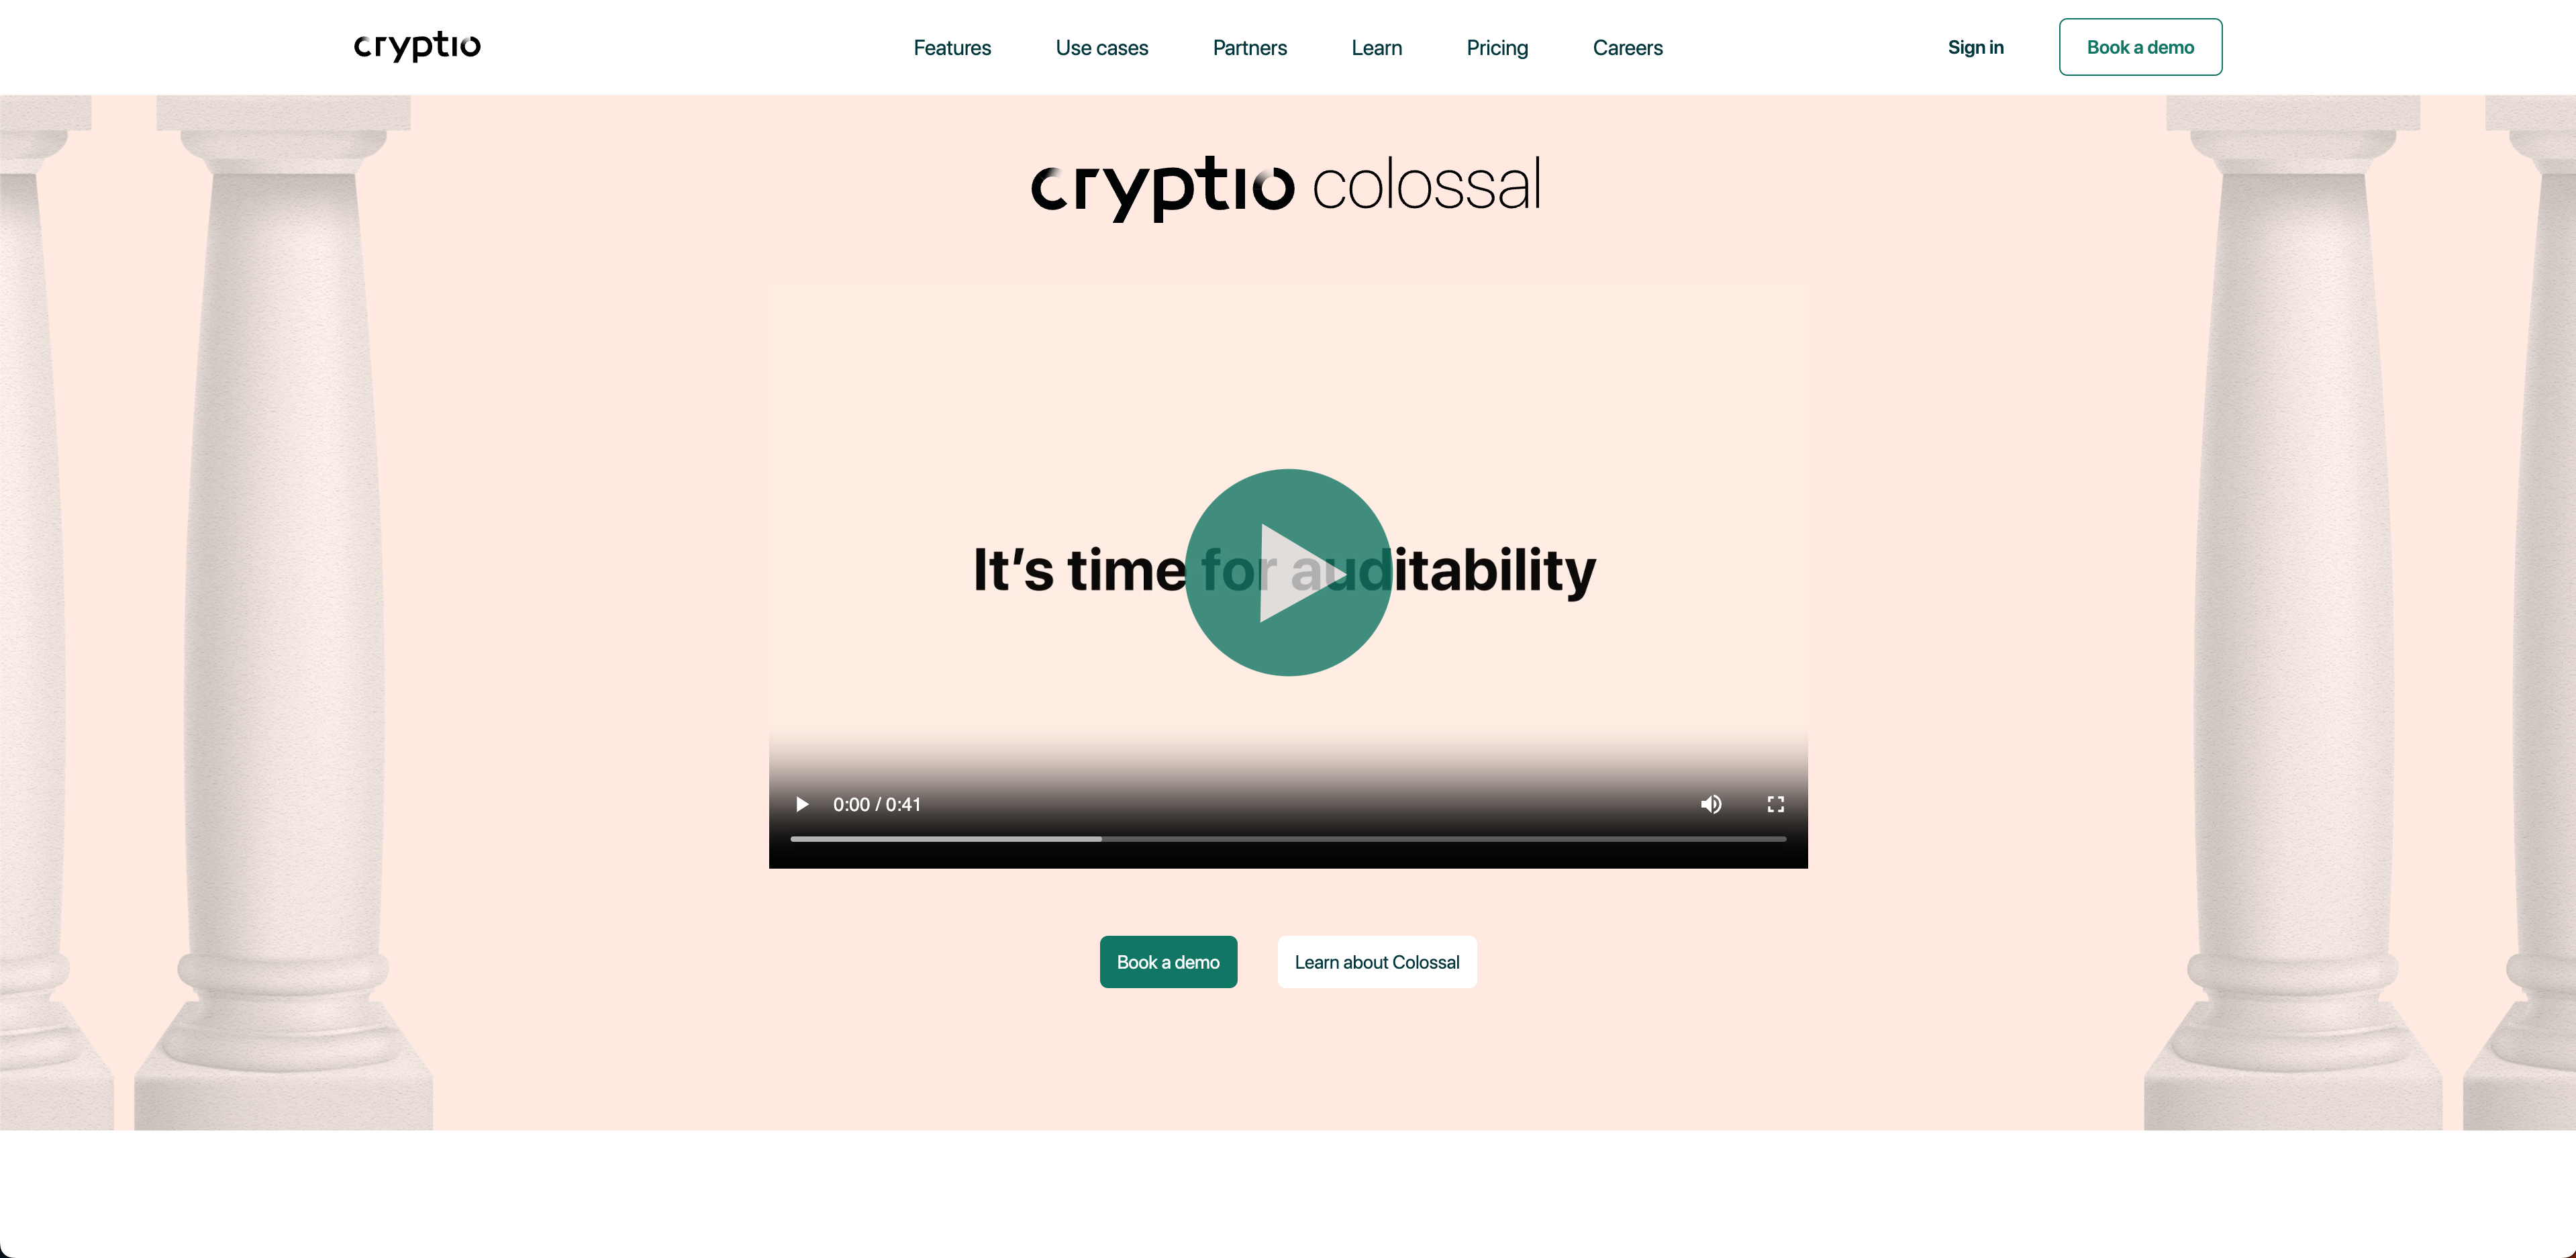 cryptio
Features
Use cases
Partners
Learn
Pricing
Careers
Sign in
Book a demo
cryptio colossal
It’s time for auditability
0:00 / 0:41
Book a demo
Learn about Colossal